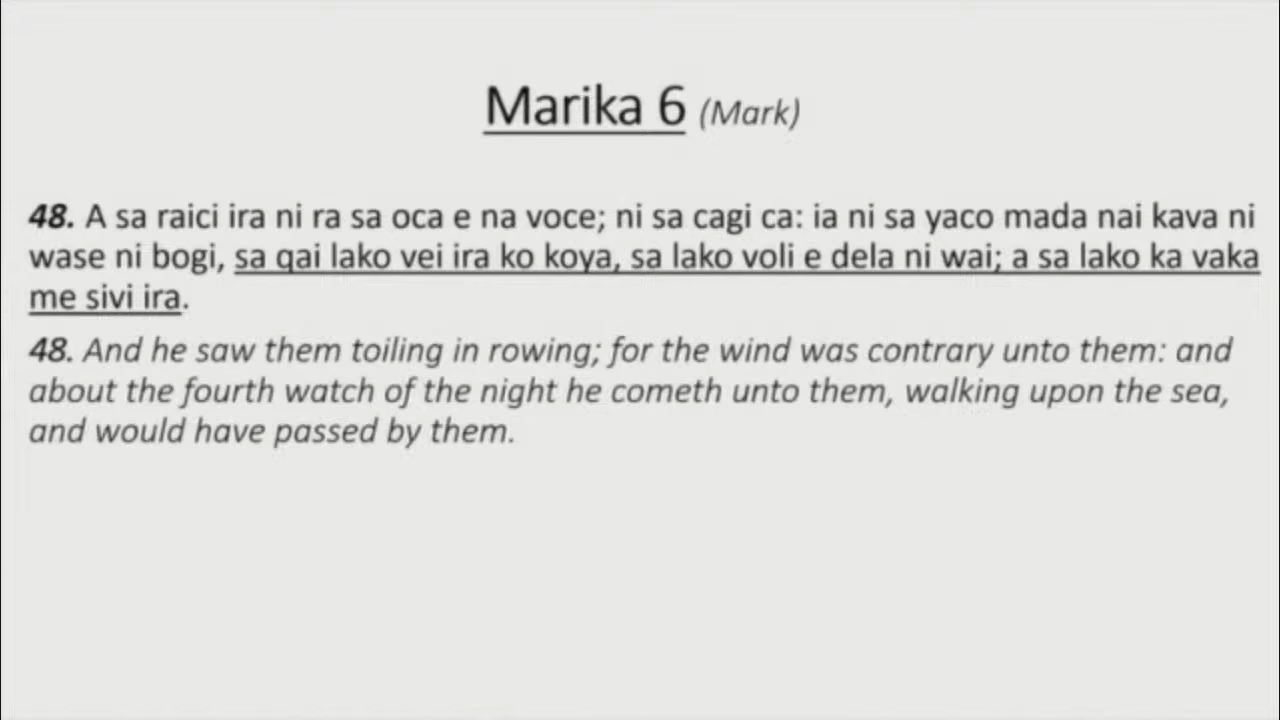 Marika 6 (Mark)
48. A sa raici ira ni ra sa oca e na voce; ni sa cagi ca: ia ni sa yaco mada nai kava ni
wase ni bogi, sa qai lako vei ira ko koya, sa lako voli e dela ni wai; a sa lako ka vaka
me sivi ira.
48. And he saw them toiling in rowing; for the wind was contrary unto them: and
about the fourth watch of the night he cometh unto them, walking upon the sea,
and would have passed by them.